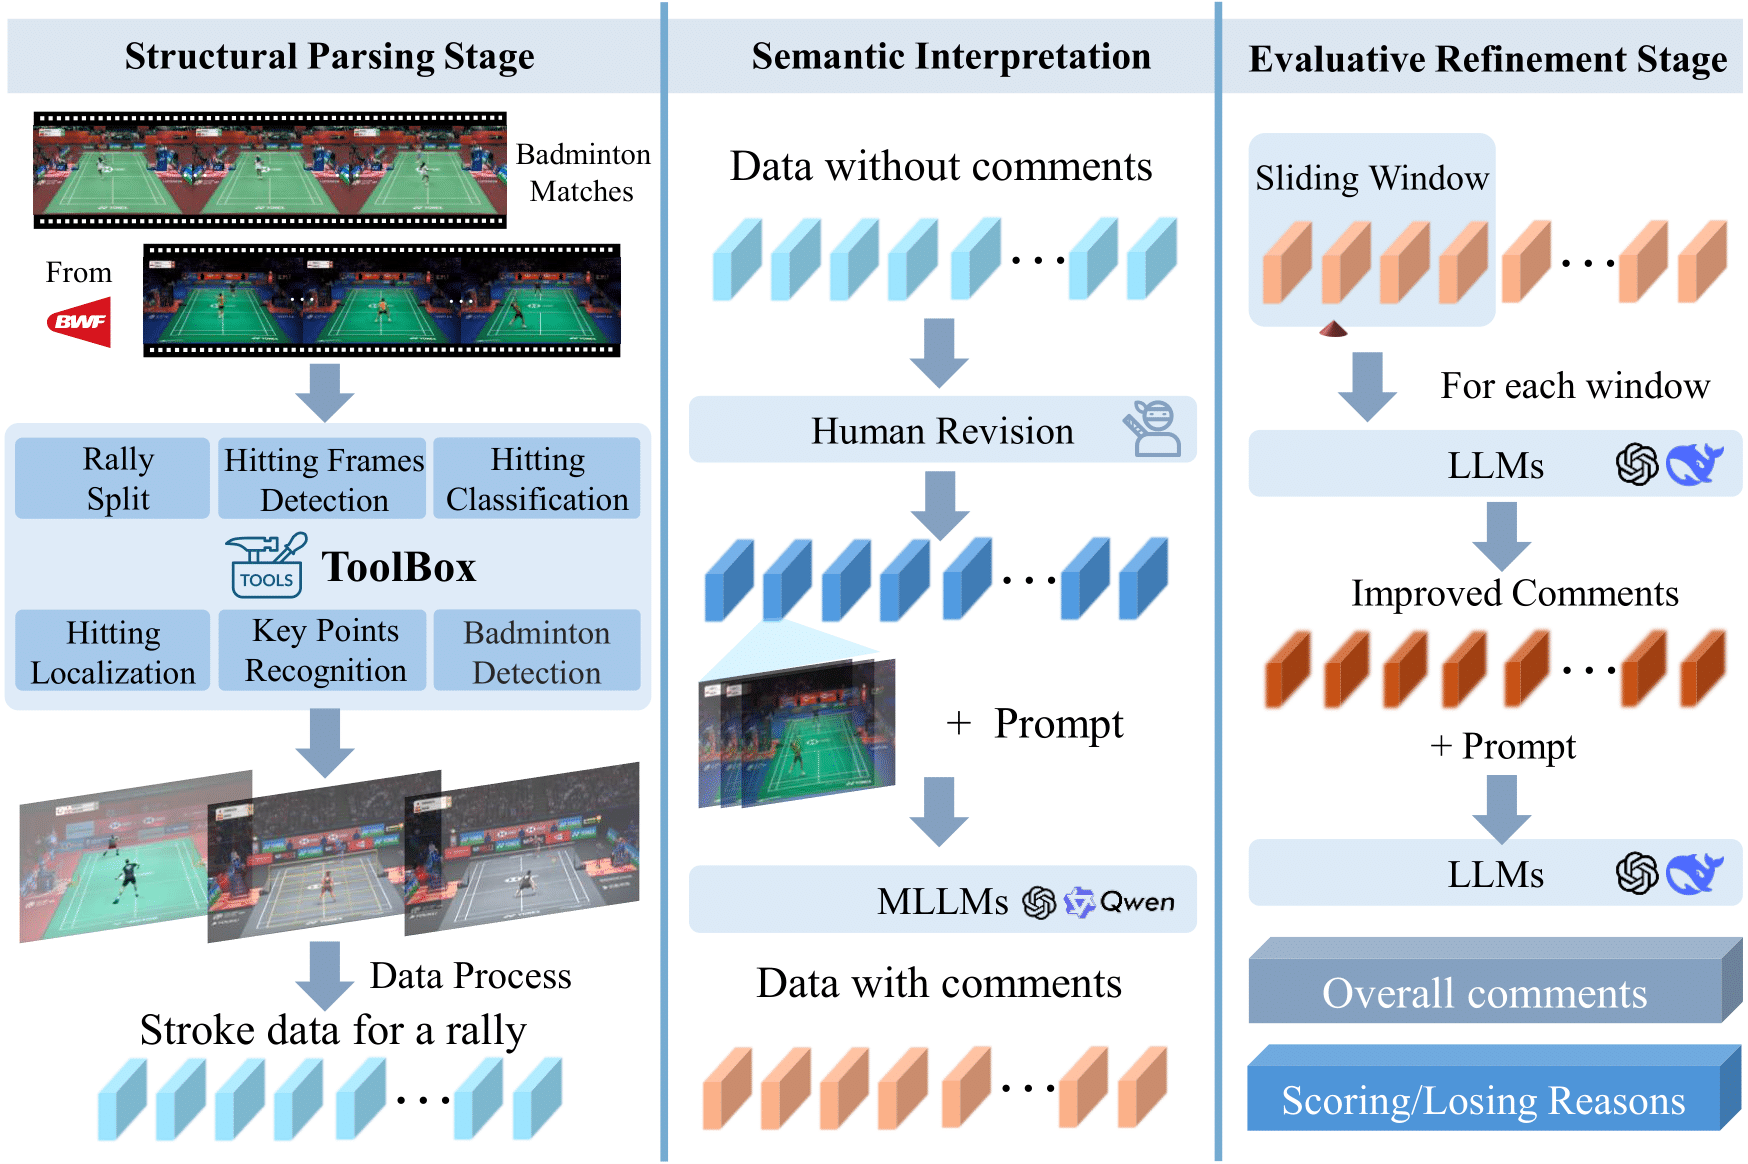 Structural Parsing Stage
Badminton
Matches
From
BWF
Rally
Split
Hitting Frames
Detection
Hitting
Classification
TOOLS
ToolBox
Hitting
Localization
Key Points
Recognition
Badminton
Detection
Data Process
Stroke data for a rally
Semantic Interpretation
Data without comments
Human Revision
+ Prompt
MLLMs
Qwen
Data with comments
Evaluative Refinement Stage
Sliding Window
For each window
LLMs
Improved Comments
+ Prompt
LLMs
Overall comments
Scoring/Losing Reasons